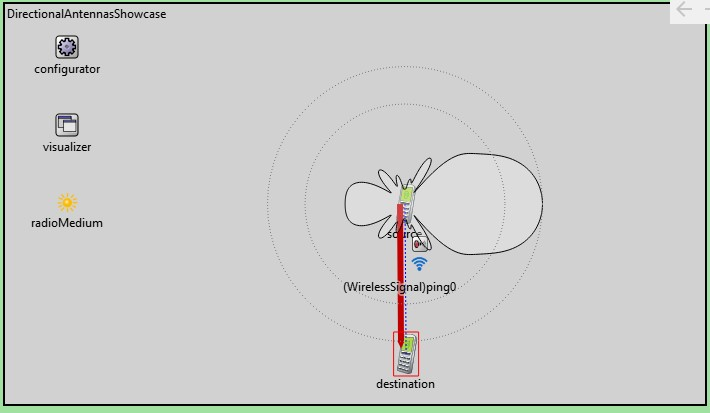 DirectionalAntennasShowcase
configurator
visualizer
radioMedium
source
(WirelessSignal)ping0
destination